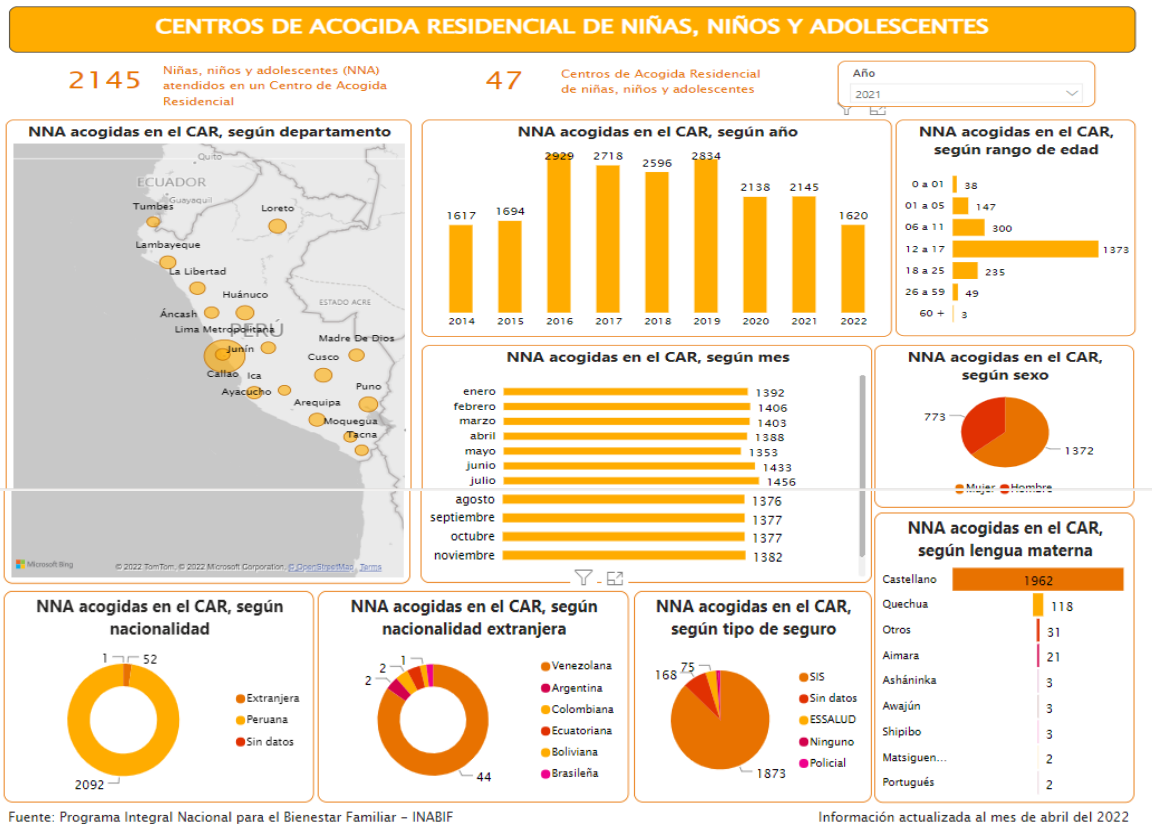 CENTROS DE ACOGIDA RESIDENCIAL DE NIÑAS, NIÑOS Y ADOLESCENTES
2145
Niñas, niños y adolescentes (NNA)
atendidos en un Centro de Acogida
Residencial
47
Centros de Acogida Residencial
de niñas, niños y adolescentes
Año
2021
NNA acogidas en el CAR, según departamento
Quito
ECUADOR
Guayaquil
Tumbes
Loreto
Lambayeque
La Libertad
Huánuco
ESTADO ACRE
Áncash
Lima Metropolitana
PERÚ
Madre De Dios
Junín
Cusco
Callao
Ica
Ayacucho
Puno
Arequipa
Moquegua
Tacna
Microsoft Bing
© 2022 TomTom, © 2022 Microsoft Corporation, © OpenStreetMap Terms
NNA acogidas en el CAR, según año
2929
2718
2596
2834
2138
2145
1617
1694
1620
2014
2015
2016
2017
2018
2019
2020
2021
2022
NNA acogidas en el CAR,
según rango de edad
0 a 01 38
01 a 05 147
06 a 11 300
12 a 17 1373
18 a 25 235
26 a 59 49
60 + 3
NNA acogidas en el CAR, según mes
enero 1392
febrero 1406
marzo 1403
abril 1388
mayo 1353
junio 1433
julio 1456
agosto 1376
septiembre 1377
octubre 1377
noviembre 1382
NNA acogidas en el CAR,
según sexo
773
1372
Mujer Hombre
NNA acogidas en el CAR,
según lengua materna
Castellano 1962
Quechua 118
Otros 31
Aimara 21
Asháninka 3
Awajún 3
Shipibo 3
Matsiguen... 2
Portugués 2
NNA acogidas en el CAR, según
nacionalidad
1
52
2092
Extranjera
Peruana
Sin datos
NNA acogidas en el CAR, según
nacionalidad extranjera
1
2
2
44
Venezolana
Argentina
Colombiana
Ecuatoriana
Boliviana
Brasileña
NNA acogidas en el CAR,
según tipo de seguro
75
168
1873
SIS
Sin datos
ESSALUD
Ninguno
Policial
Fuente: Programa Integral Nacional para el Bienestar Familiar – INABIF
Información actualizada al mes de abril del 2022